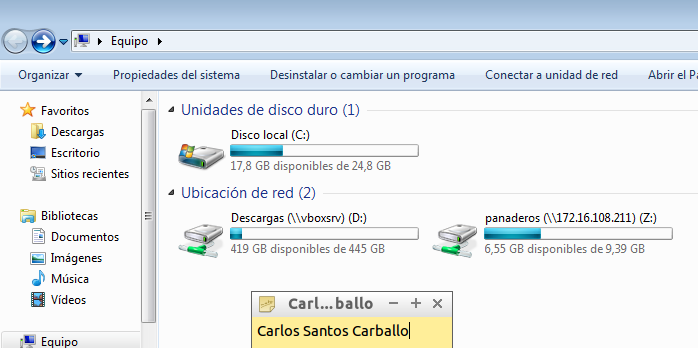 Equipo
Organizar Propiedades del sistema Desinstalar o cambiar un programa Conectar a unidad de red Abrir el
Favoritos
Descargas
Escritorio
Sitios recientes
Bibliotecas
Documentos
Imágenes
Música
Vídeos
Equipo
Unidades de disco duro (1)
Disco local (C:)
17,8 GB disponibles de 24,8 GB
Ubicación de red (2)
Descargas (\\vboxsrv) (D:)
419 GB disponibles de 445 GB
panaderos (\\172.16.108.211) (Z:)
6,55 GB disponibles de 9,39 GB
Carl...ballo
Carlos Santos Carballo